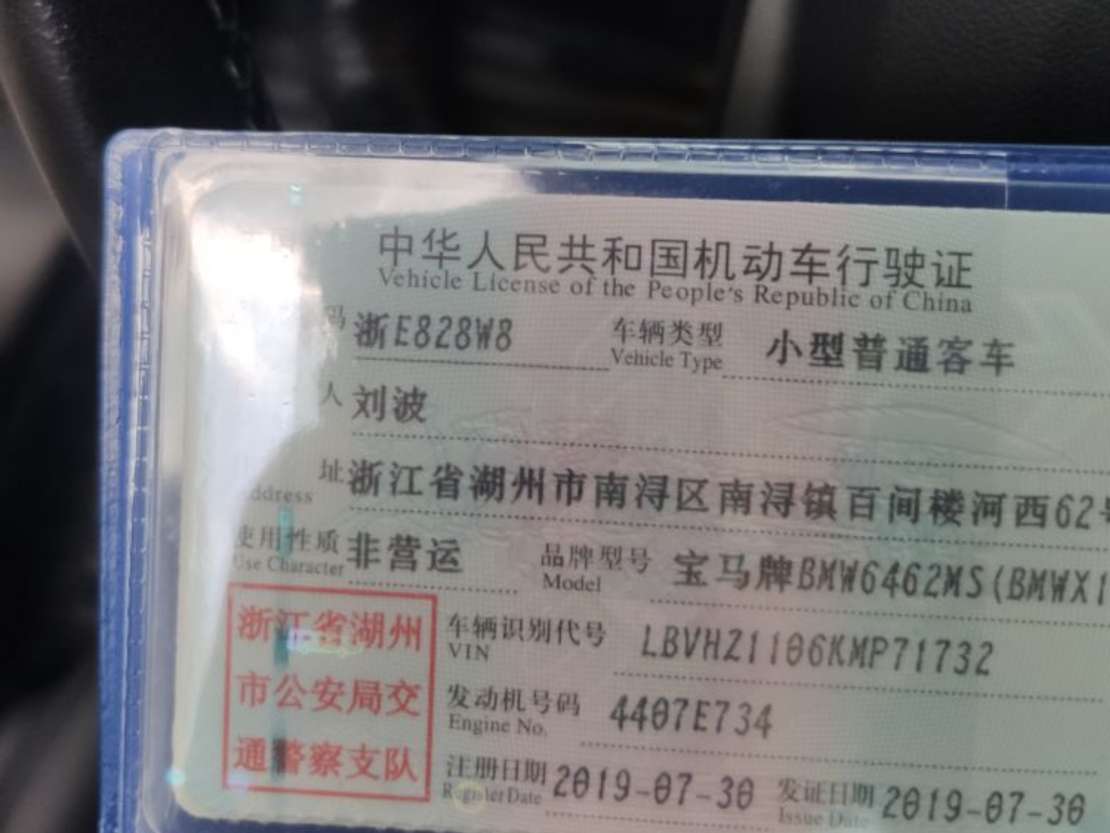 中华人民共和国机动车行驶证
Vehicle License of the People's Republic of China
码 浙E828W8 车辆类型 Vehicle Type 小型普通客车
人 刘波
址 Address 浙江省湖州市南浔区南浔镇百间楼河西62号
使用性质 Use Character 非营运 品牌型号 Model 宝马牌BMW6462MS(BMWX1
浙江省湖州
市公安局交
通警察支队
车辆识别代号 VIN LBVHZ1106KMP71732
发动机号码 Engine No. 4407E734
注册日期 Register Date 2019-07-30 发证日期 Issue Date 2019-07-30